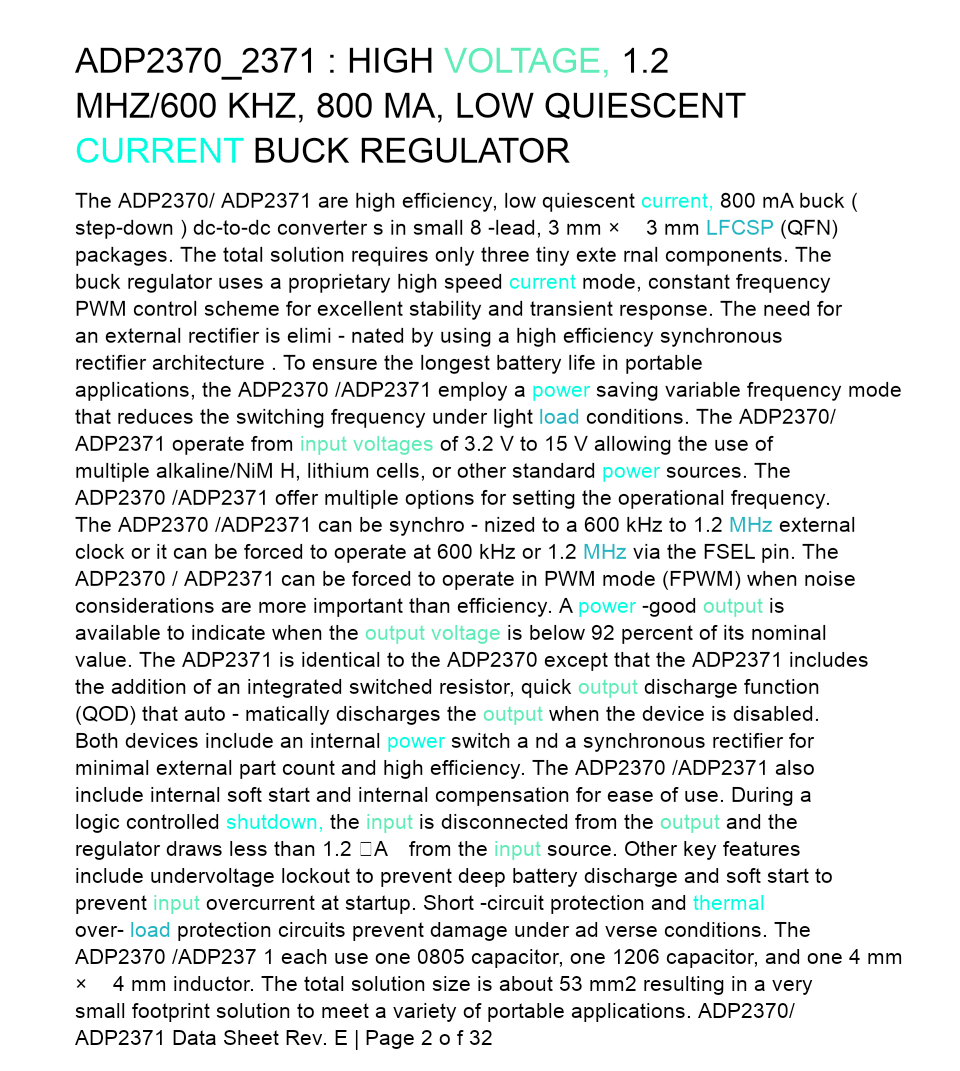 ADP2370_2371 : HIGH VOLTAGE, 1.2
MHZ/600 KHZ, 800 MA, LOW QUIESCENT
CURRENT BUCK REGULATOR
The ADP2370/ ADP2371 are high efficiency, low quiescent current, 800 mA buck (
step-down ) dc-to-dc converter s in small 8 -lead, 3 mm × 3 mm LFCSP (QFN)
packages. The total solution requires only three tiny exte rnal components. The
buck regulator uses a proprietary high speed current mode, constant frequency
PWM control scheme for excellent stability and transient response. The need for
an external rectifier is elimi - nated by using a high efficiency synchronous
rectifier architecture . To ensure the longest battery life in portable
applications, the ADP2370 /ADP2371 employ a power saving variable frequency mode
that reduces the switching frequency under light load conditions. The ADP2370/
ADP2371 operate from input voltages of 3.2 V to 15 V allowing the use of
multiple alkaline/NiM H, lithium cells, or other standard power sources. The
ADP2370 /ADP2371 offer multiple options for setting the operational frequency.
The ADP2370 /ADP2371 can be synchro - nized to a 600 kHz to 1.2 MHz external
clock or it can be forced to operate at 600 kHz or 1.2 MHz via the FSEL pin. The
ADP2370 / ADP2371 can be forced to operate in PWM mode (FPWM) when noise
considerations are more important than efficiency. A power -good output is
available to indicate when the output voltage is below 92 percent of its nominal
value. The ADP2371 is identical to the ADP2370 except that the ADP2371 includes
the addition of an integrated switched resistor, quick output discharge function
(QOD) that auto - matically discharges the output when the device is disabled.
Both devices include an internal power switch a nd a synchronous rectifier for
minimal external part count and high efficiency. The ADP2370 /ADP2371 also
include internal soft start and internal compensation for ease of use. During a
logic controlled shutdown, the input is disconnected from the output and the
regulator draws less than 1.2 □A from the input source. Other key features
include undervoltage lockout to prevent deep battery discharge and soft start to
prevent input overcurrent at startup. Short -circuit protection and thermal
over- load protection circuits prevent damage under ad verse conditions. The
ADP2370 /ADP237 1 each use one 0805 capacitor, one 1206 capacitor, and one 4 mm
× 4 mm inductor. The total solution size is about 53 mm2 resulting in a very
small footprint solution to meet a variety of portable applications. ADP2370/
ADP2371 Data Sheet Rev. E | Page 2 o f 32